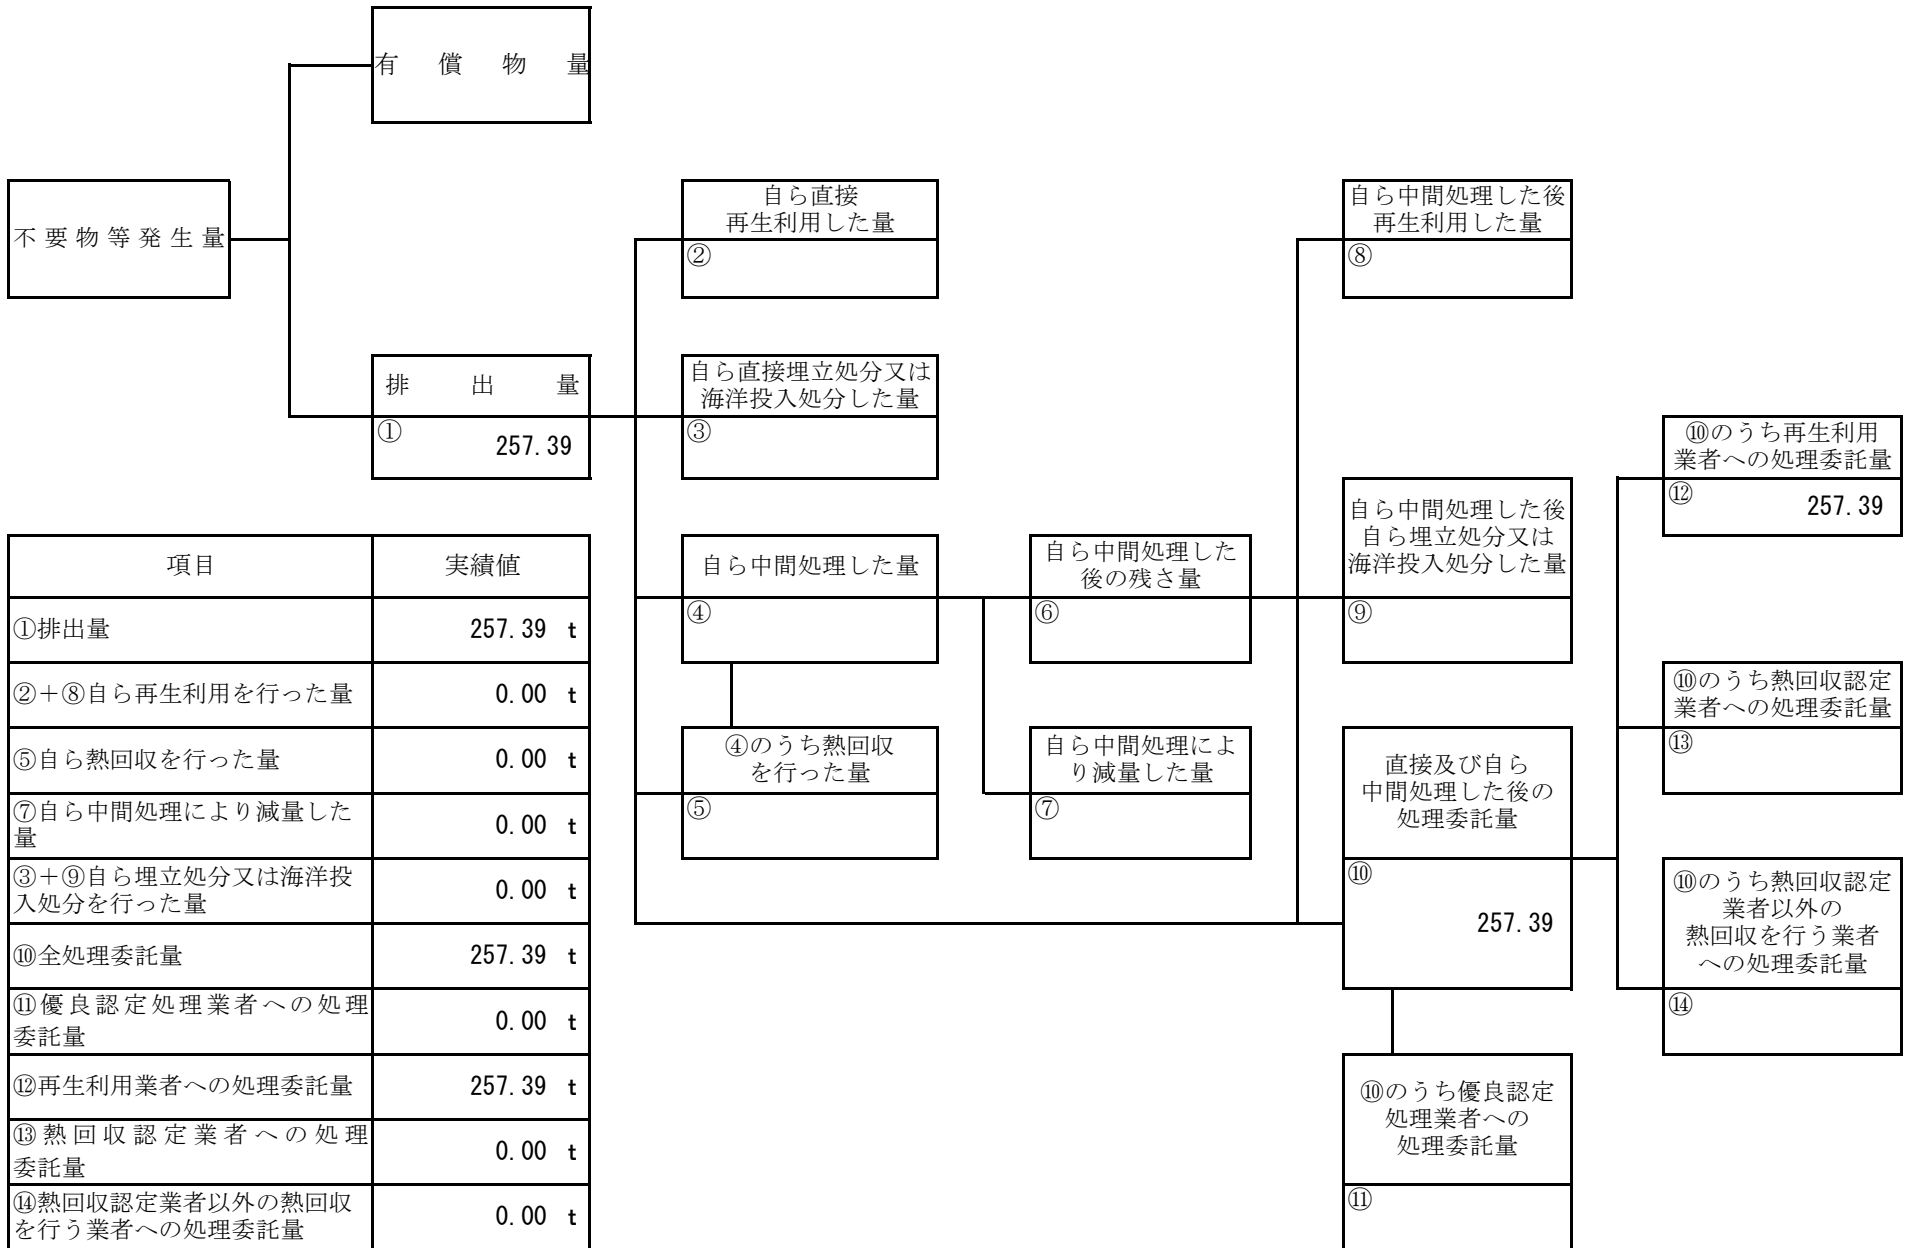 有償物量
不要物等発生量
排出量
①
257.39
自ら直接
再生利用した量
②
自ら直接埋立処分又は
海洋投入処分した量
③
自ら中間処理した量
④
④のうち熱回収
を行った量
⑤
自ら中間処理した
後の残さ量
⑥
自ら中間処理によ
り減量した量
⑦
自ら中間処理した後
再生利用した量
⑧
自ら中間処理した後
自ら埋立処分又は
海洋投入処分した量
⑨
直接及び自ら
中間処理した後の
処理委託量
⑩
257.39
⑩のうち優良認定
処理業者への
処理委託量
⑪
⑩のうち再生利用
業者への処理委託量
⑫
257.39
⑩のうち熱回収認定
業者への処理委託量
⑬
⑩のうち熱回収認定
業者以外の
熱回収を行う業者
への処理委託量
⑭
項目 実績値
①排出量 257.39 t
②+⑧自ら再生利用を行った量 0.00 t
⑤自ら熱回収を行った量 0.00 t
⑦自ら中間処理により減量した
量 0.00 t
③+⑨自ら埋立処分又は海洋投
入処分を行った量 0.00 t
⑩全処理委託量 257.39 t
⑪優良認定処理業者への処理
委託量 0.00 t
⑫再生利用業者への処理委託量 257.39 t
⑬熱回収認定業者への処理
委託量 0.00 t
⑭熱回収認定業者以外の熱回収
を行う業者への処理委託量 0.00 t